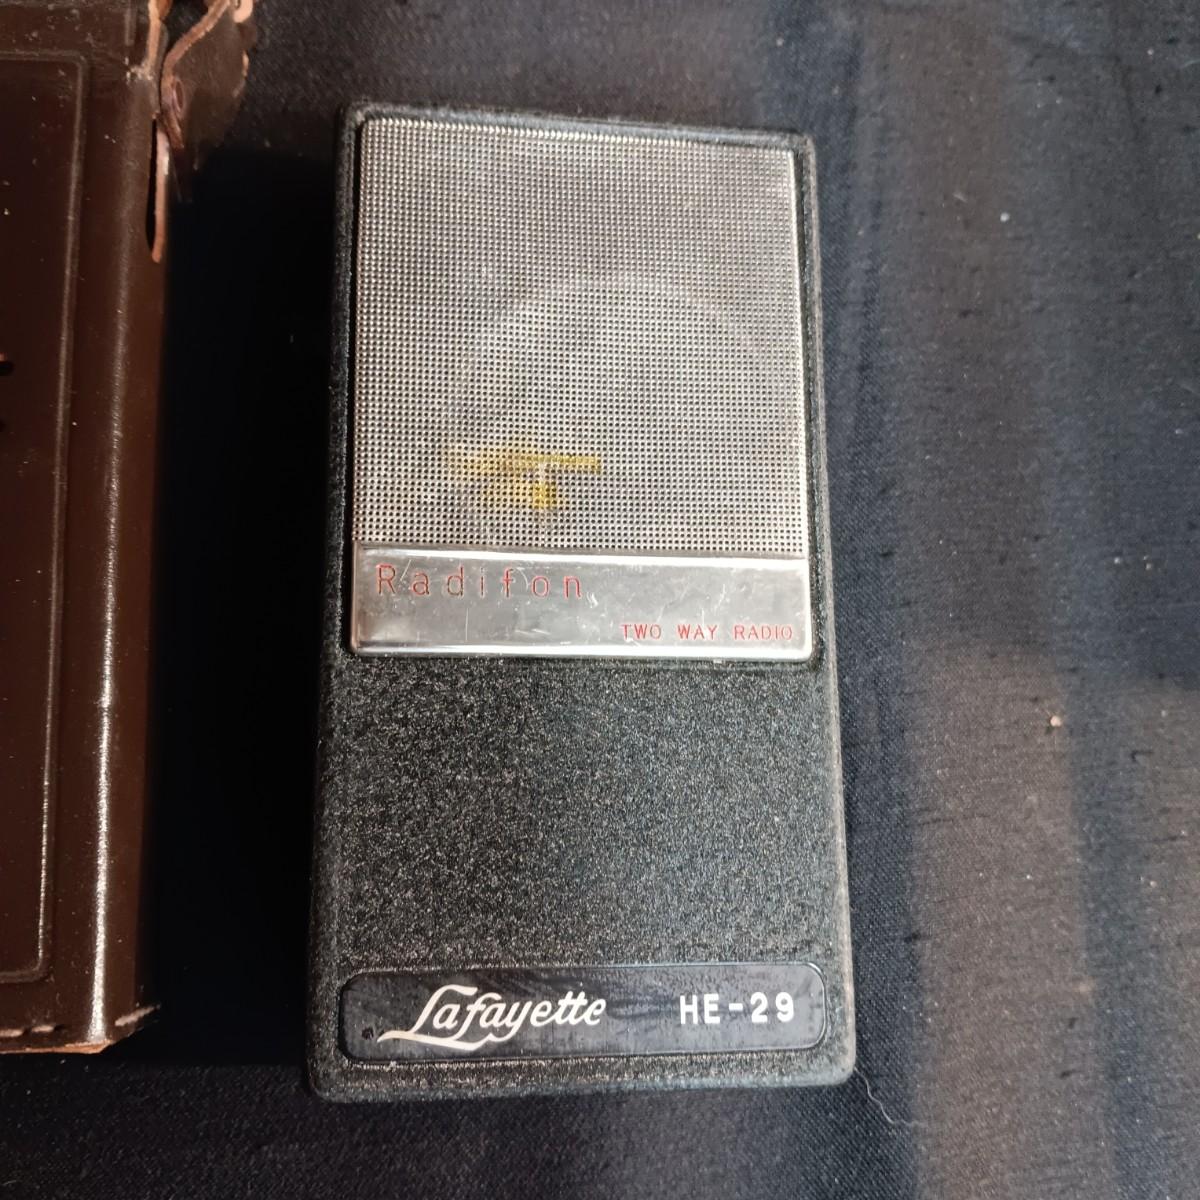 Radifon
TWO WAY RADIO
Lafayette HE-29